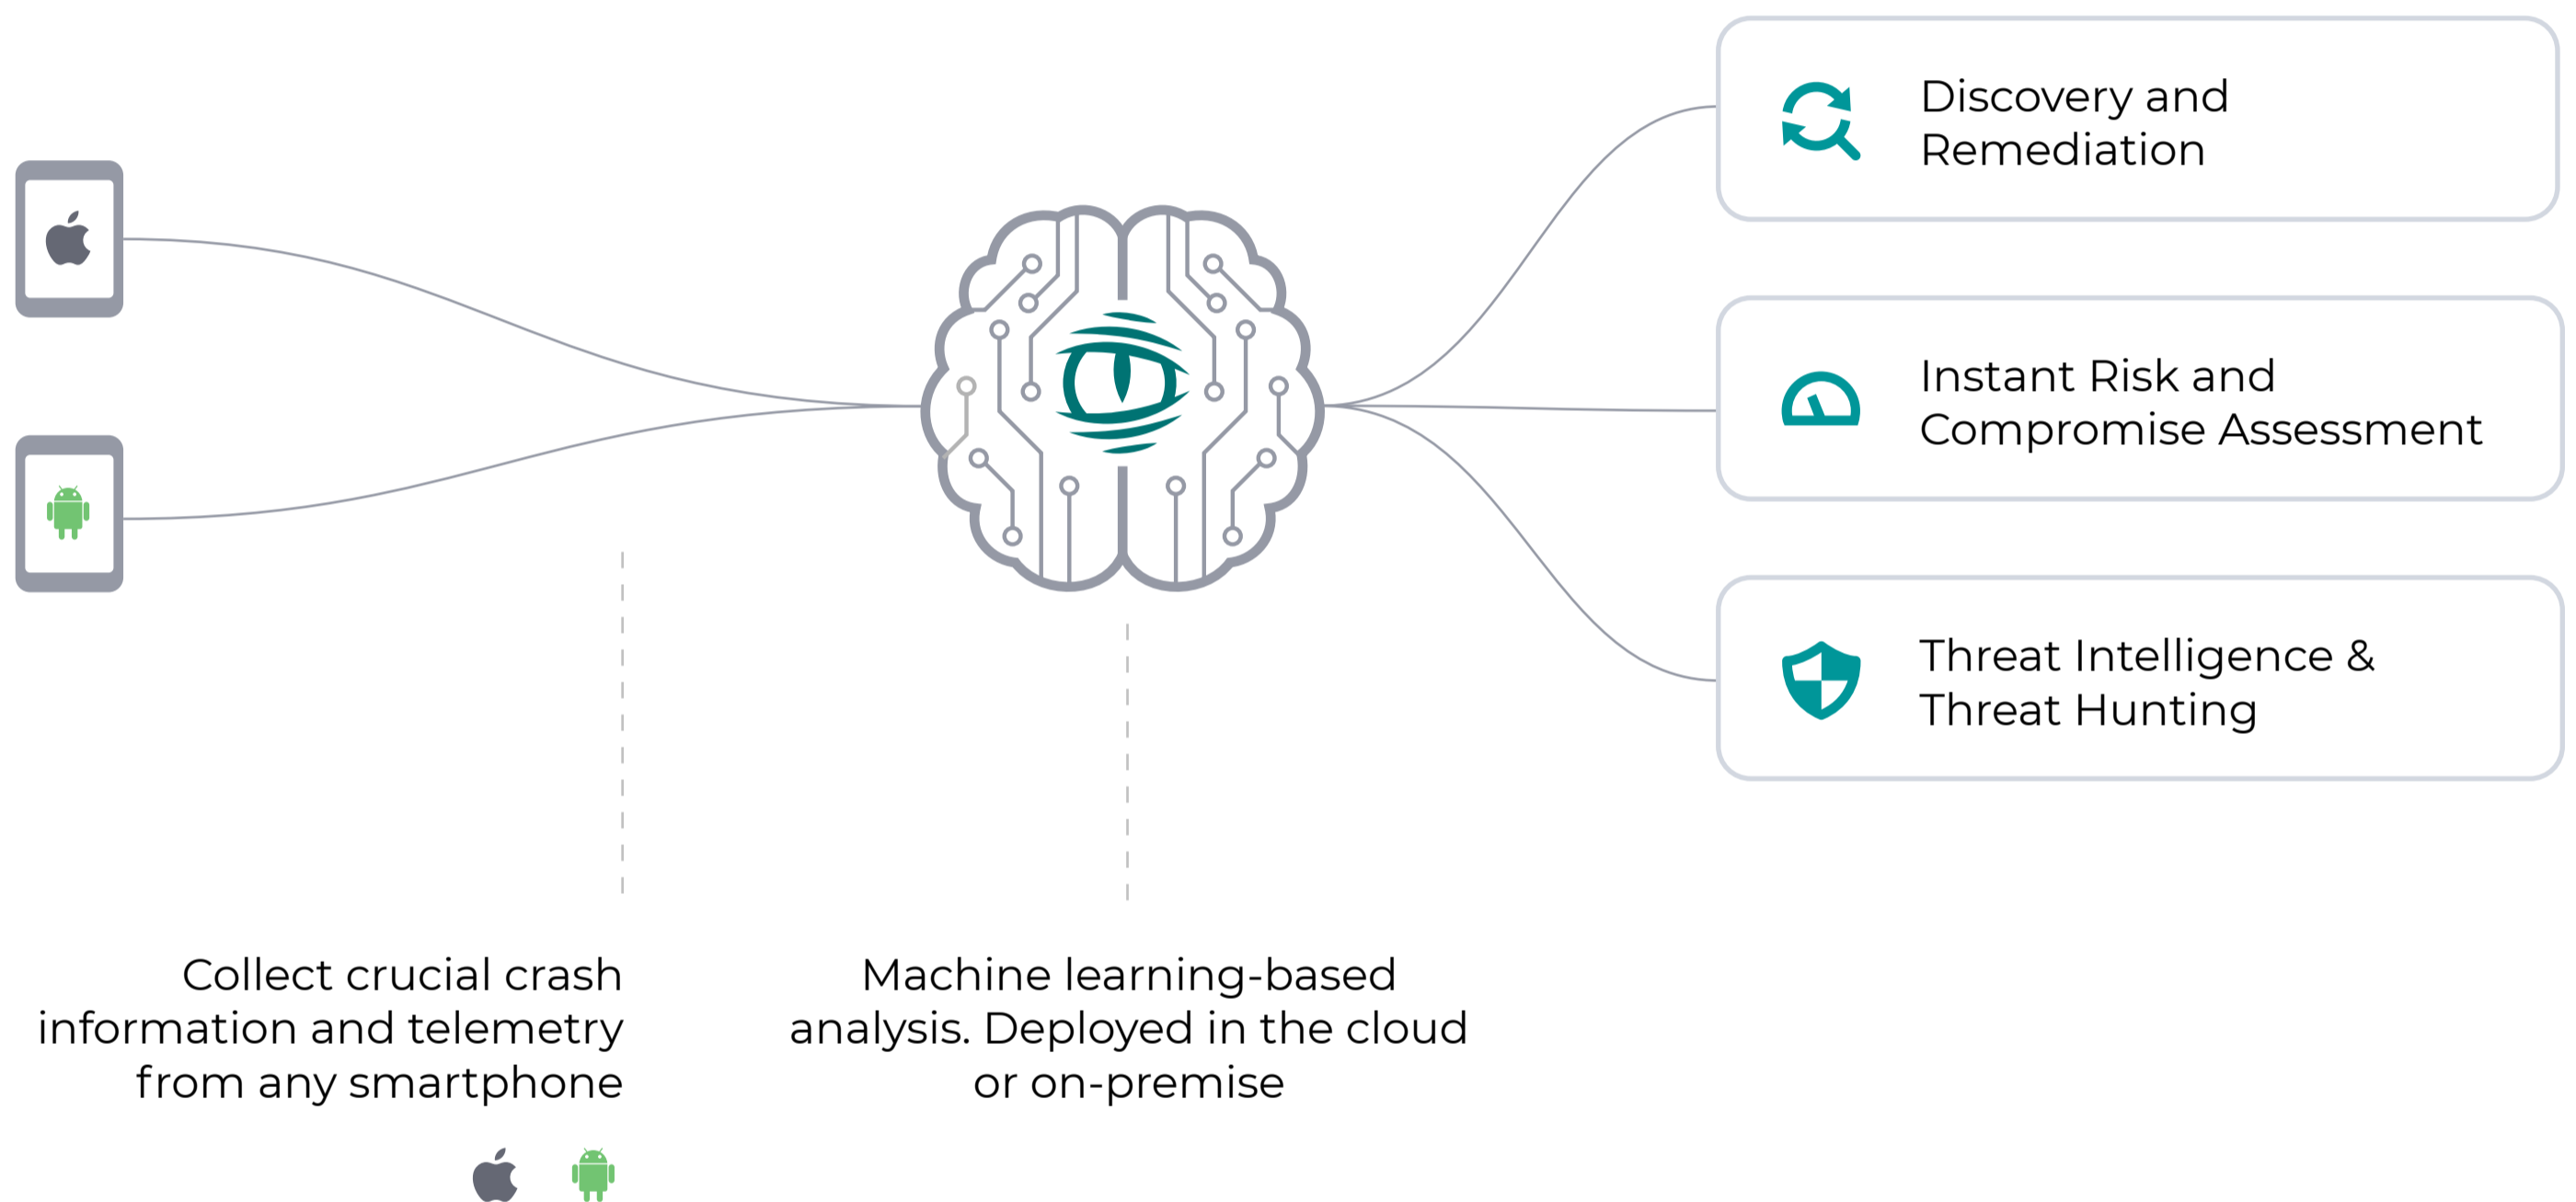 Discovery and
Remediation
Instant Risk and
Compromise Assessment
Threat Intelligence &
Threat Hunting
Collect crucial crash
information and telemetry
from any smartphone
Machine learning-based
analysis. Deployed in the cloud
or on-premise